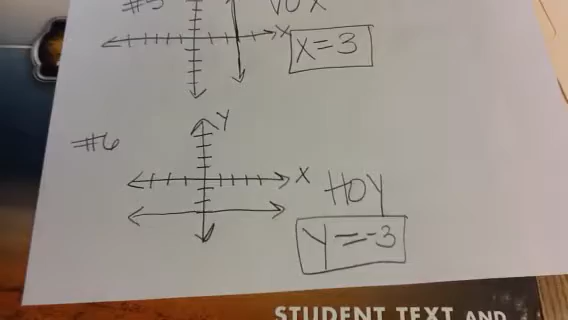 #5
VUX
X
X=3
Y
#6
X
HOY
Y=-3
STUDENT TEXT AND